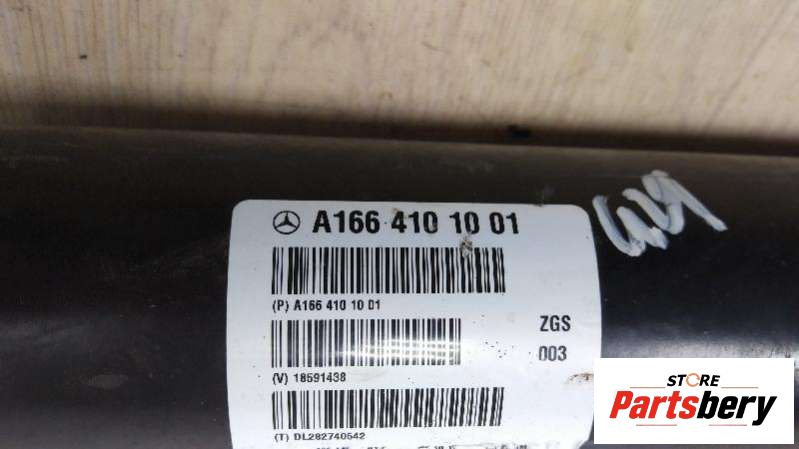 A166 410 10 01
(P) A166 410 10 01
ZGS
003
(V) 18591438
(T) DL282740542
STORE
Partsbery